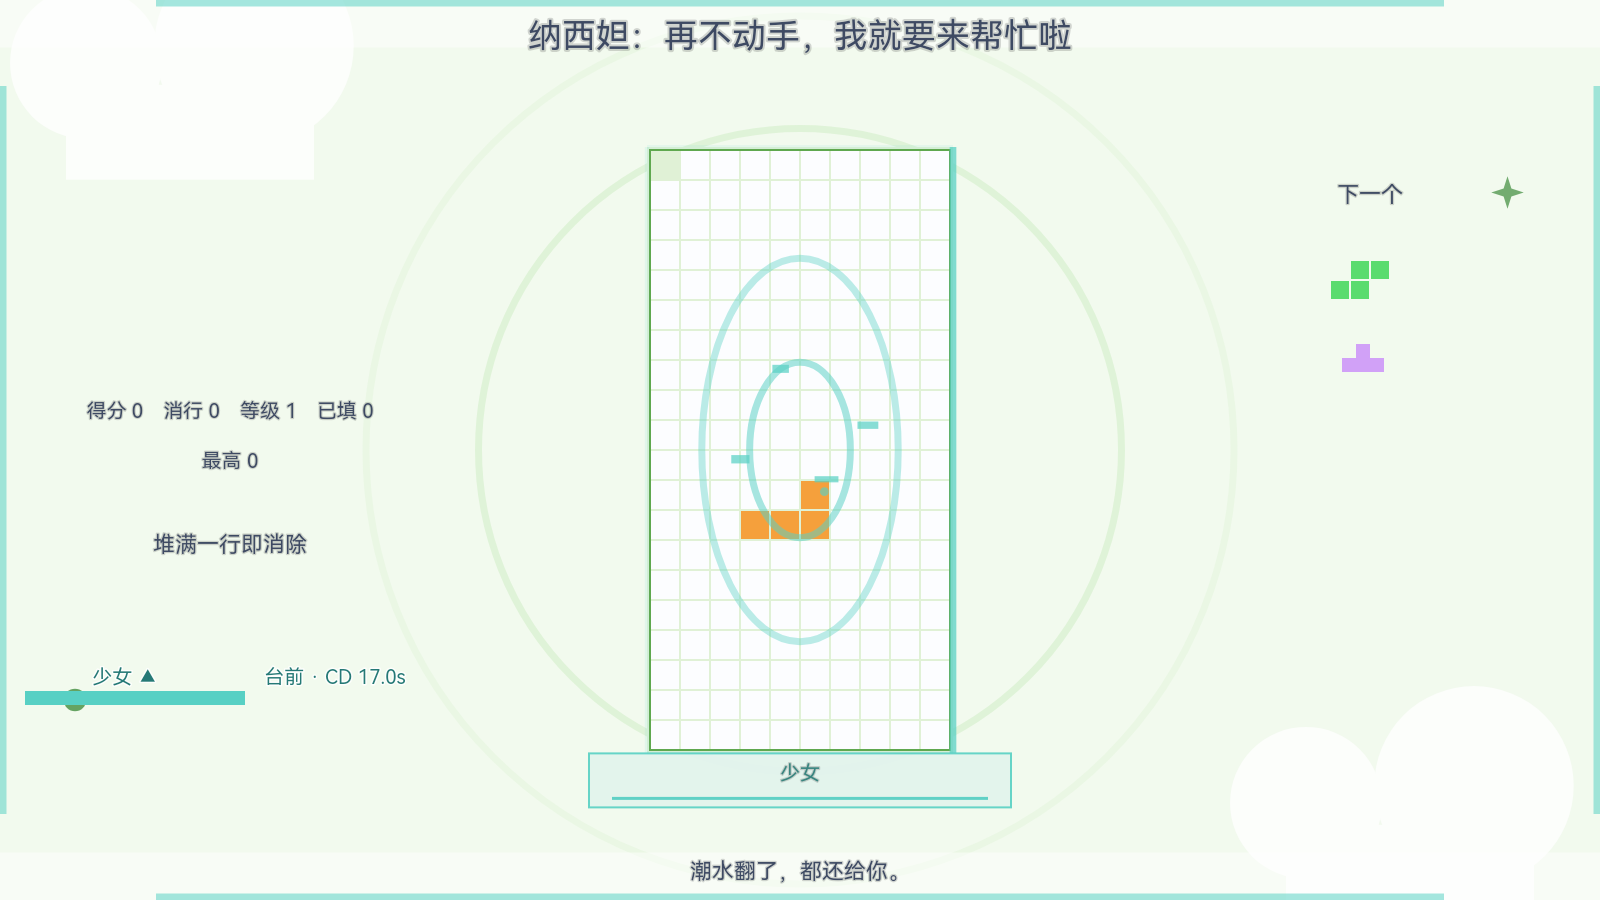 纳西妲：再不动手，我就要来帮忙啦
下一个
得分 0 消行 0 等级 1 已填 0
最高 0
堆满一行即消除
少女 ▲ 台前 · CD 17.0s
少女
潮水翻了，都还给你。